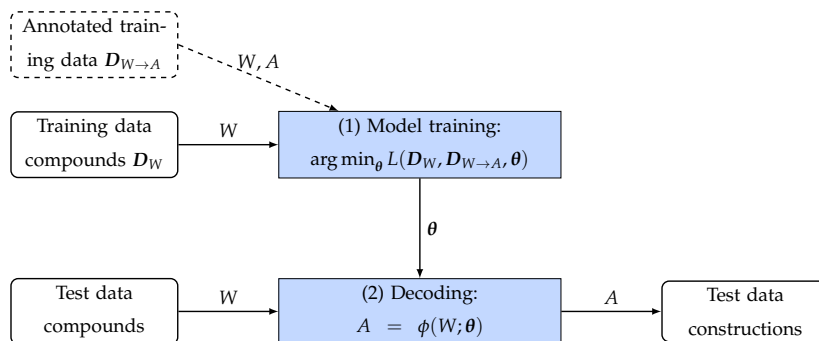 Annotated train-
ing data D_{W→A}
W, A
Training data
compounds D_W
W
(1) Model training:
arg min_θ L(D_W, D_{W→A}, θ)
θ
Test data
compounds
W
(2) Decoding:
A = ϕ(W; θ)
A
Test data
constructions